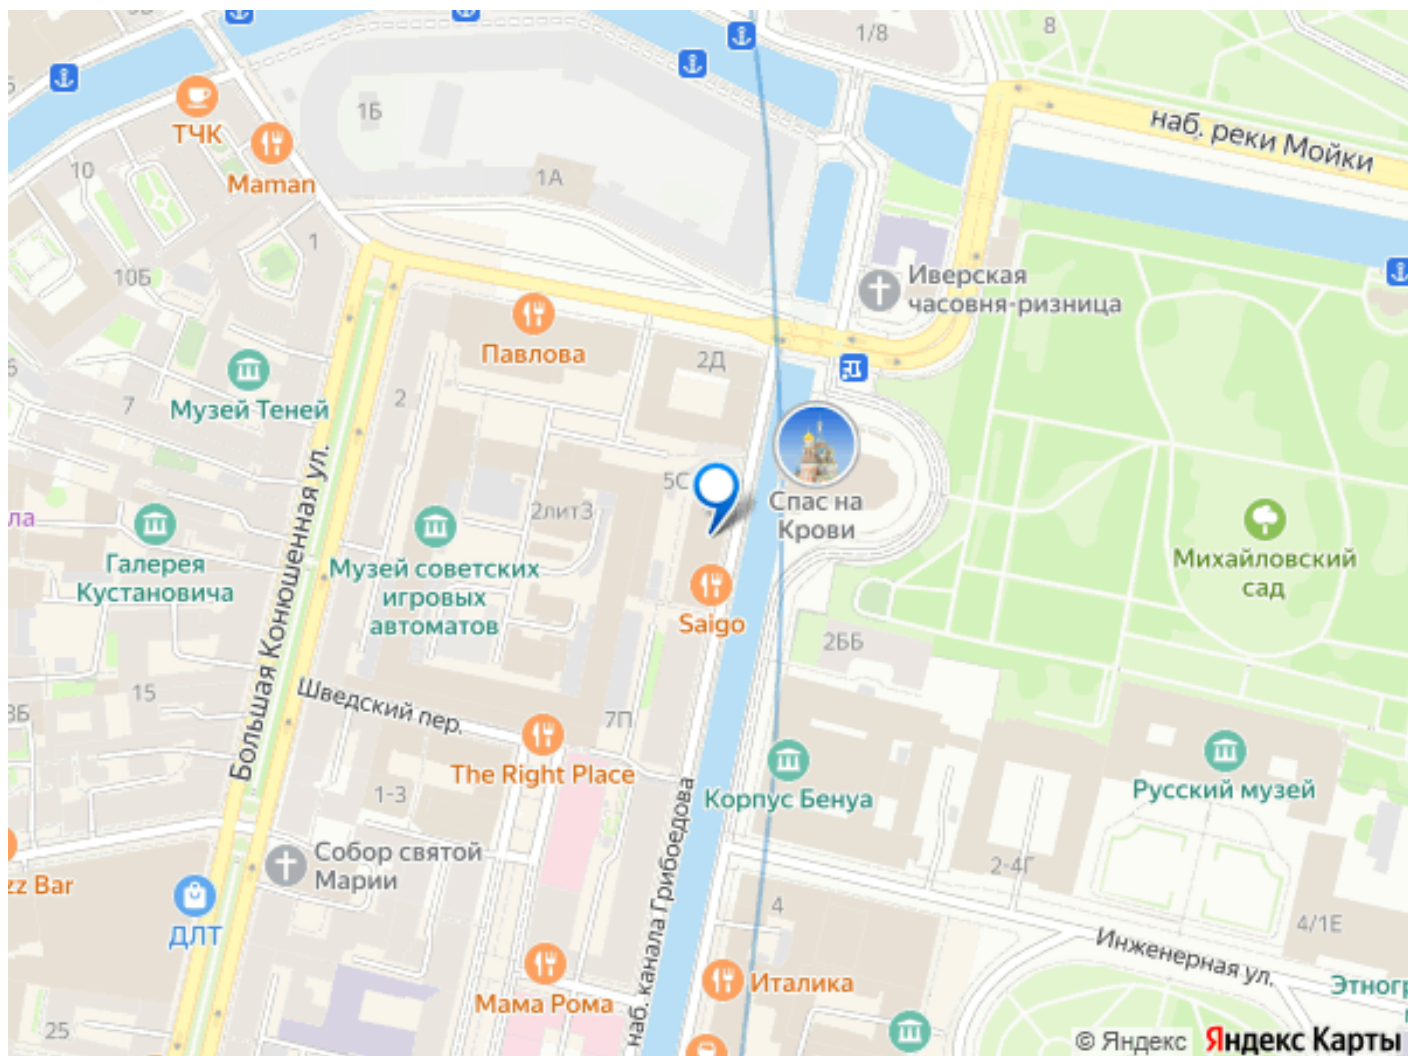 8
1/8
наб. реки Мойки
1Б
ТЧК
Maman
10
1А
1
10Б
Иверская
часовня-ризница
Павлова
2Д
Музей Теней
7
2
5С
Спас на
Крови
2лит3
Галерея
Кустановича
Музей советских
игровых
автоматов
Saigo
Михайловский
сад
2ББ
Большая Конюшенная ул.
15
Шведский пер.
7П
The Right Place
Корпус Бенуа
Русский музей
1-3
наб. канала Грибоедова
Собор святой
Марии
zz Bar
ДЛТ
2-4Г
4
4/1Е
Инженерная ул.
Италика
Мама Рома
Этногр
25
© Яндекс Яндекс Карты